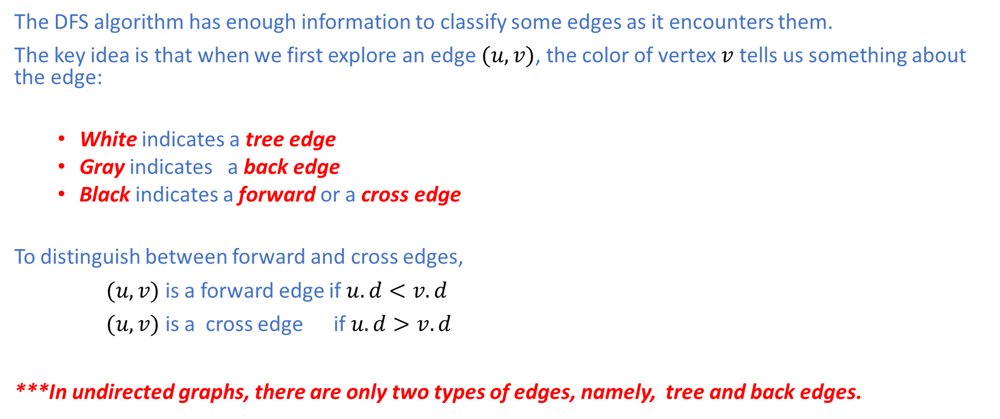 The DFS algorithm has enough information to classify some edges as it encounters them.
The key idea is that when we first explore an edge (u, v), the color of vertex v tells us something about
the edge:
• White indicates a tree edge
• Gray indicates a back edge
• Black indicates a forward or a cross edge
To distinguish between forward and cross edges,
(u, v) is a forward edge if u. d < v. d
(u, v) is a cross edge if u. d > v. d
***In undirected graphs, there are only two types of edges, namely, tree and back edges.